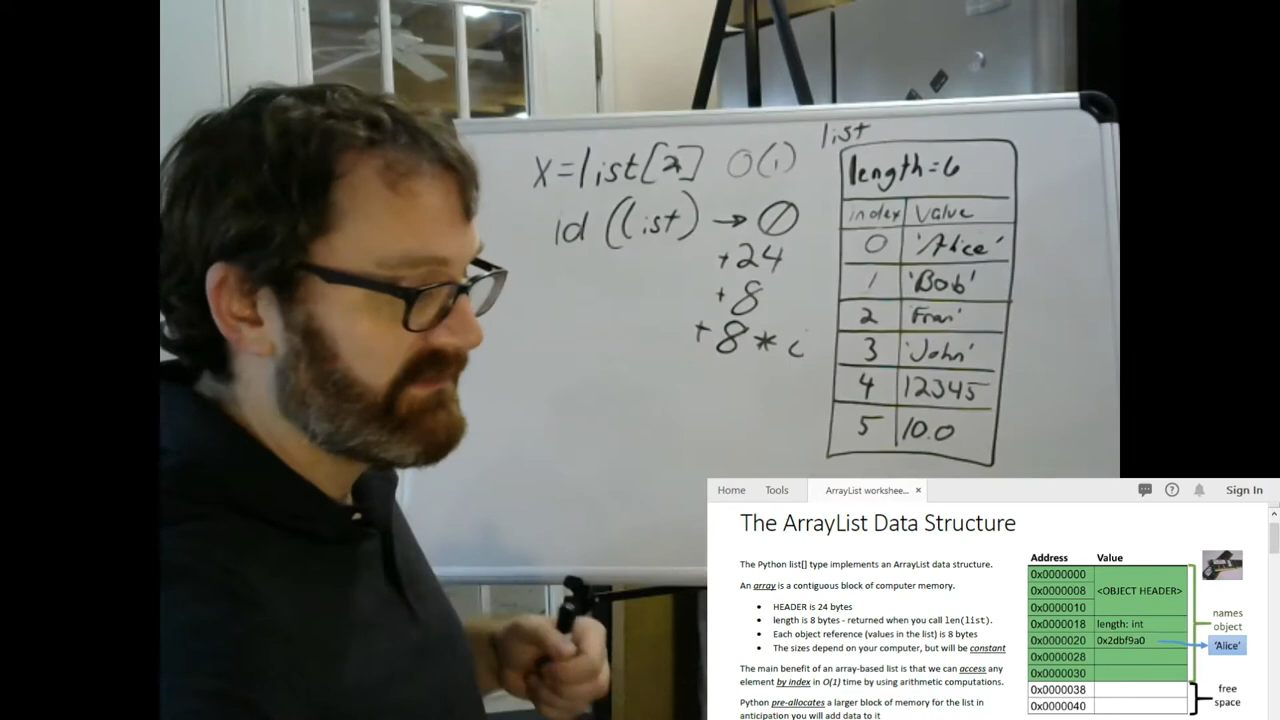 list
x=list[2] O(1)
length=6
id (list) → 0
index value
+24
0 'Alice'
+8
1 'Bob'
+8*i
2 'Fran'
3 'John'
4 12345
5 10.0
Home Tools ArrayList workshee... × Sign In
The ArrayList Data Structure
The Python list[] type implements an ArrayList data structure.
An array is a contiguous block of computer memory.
• HEADER is 24 bytes
• length is 8 bytes - returned when you call len(list).
• Each object reference (values in the list) is 8 bytes
• The sizes depend on your computer, but will be constant
The main benefit of an array-based list is that we can access any
element by index in O(1) time by using arithmetic computations.
Python pre-allocates a larger block of memory for the list in
anticipation you will add data to it
Address Value
0x0000000
0x0000008 <OBJECT HEADER>
0x0000010
0x0000018 length: int
0x0000020 0x2dbf9a0
0x0000028
0x0000030
0x0000038
0x0000040
names
object
'Alice'
free
space